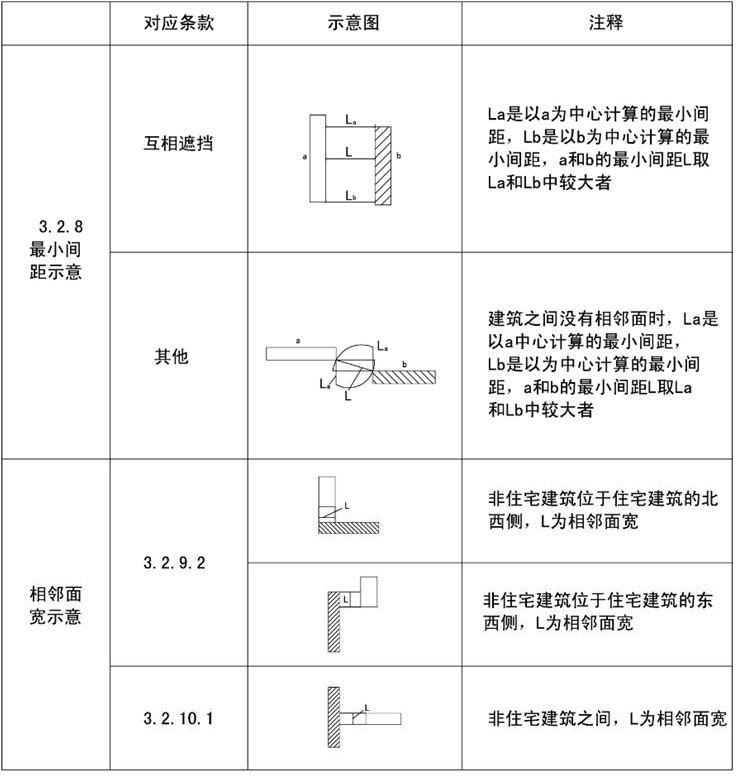 对应条款
示意图
注释
3.2.8
最小间
距示意
互相遮挡
La
a
L
b
Lb
La是以a为中心计算的最小间
距，Lb是以b为中心计算的最
小间距，a和b的最小间距L取
La和Lb中较大者
其他
a
La
b
La
L
建筑之间没有相邻面时，La是
以a中心计算的最小间距，
Lb是以为中心计算的最小间
距，a和b的最小间距L取La
和Lb中较大者
相邻面
宽示意
3.2.9.2
L
非住宅建筑位于住宅建筑的北
西侧，L为相邻面宽
L
非住宅建筑位于住宅建筑的东
西侧，L为相邻面宽
3.2.10.1
L
非住宅建筑之间，L为相邻面宽